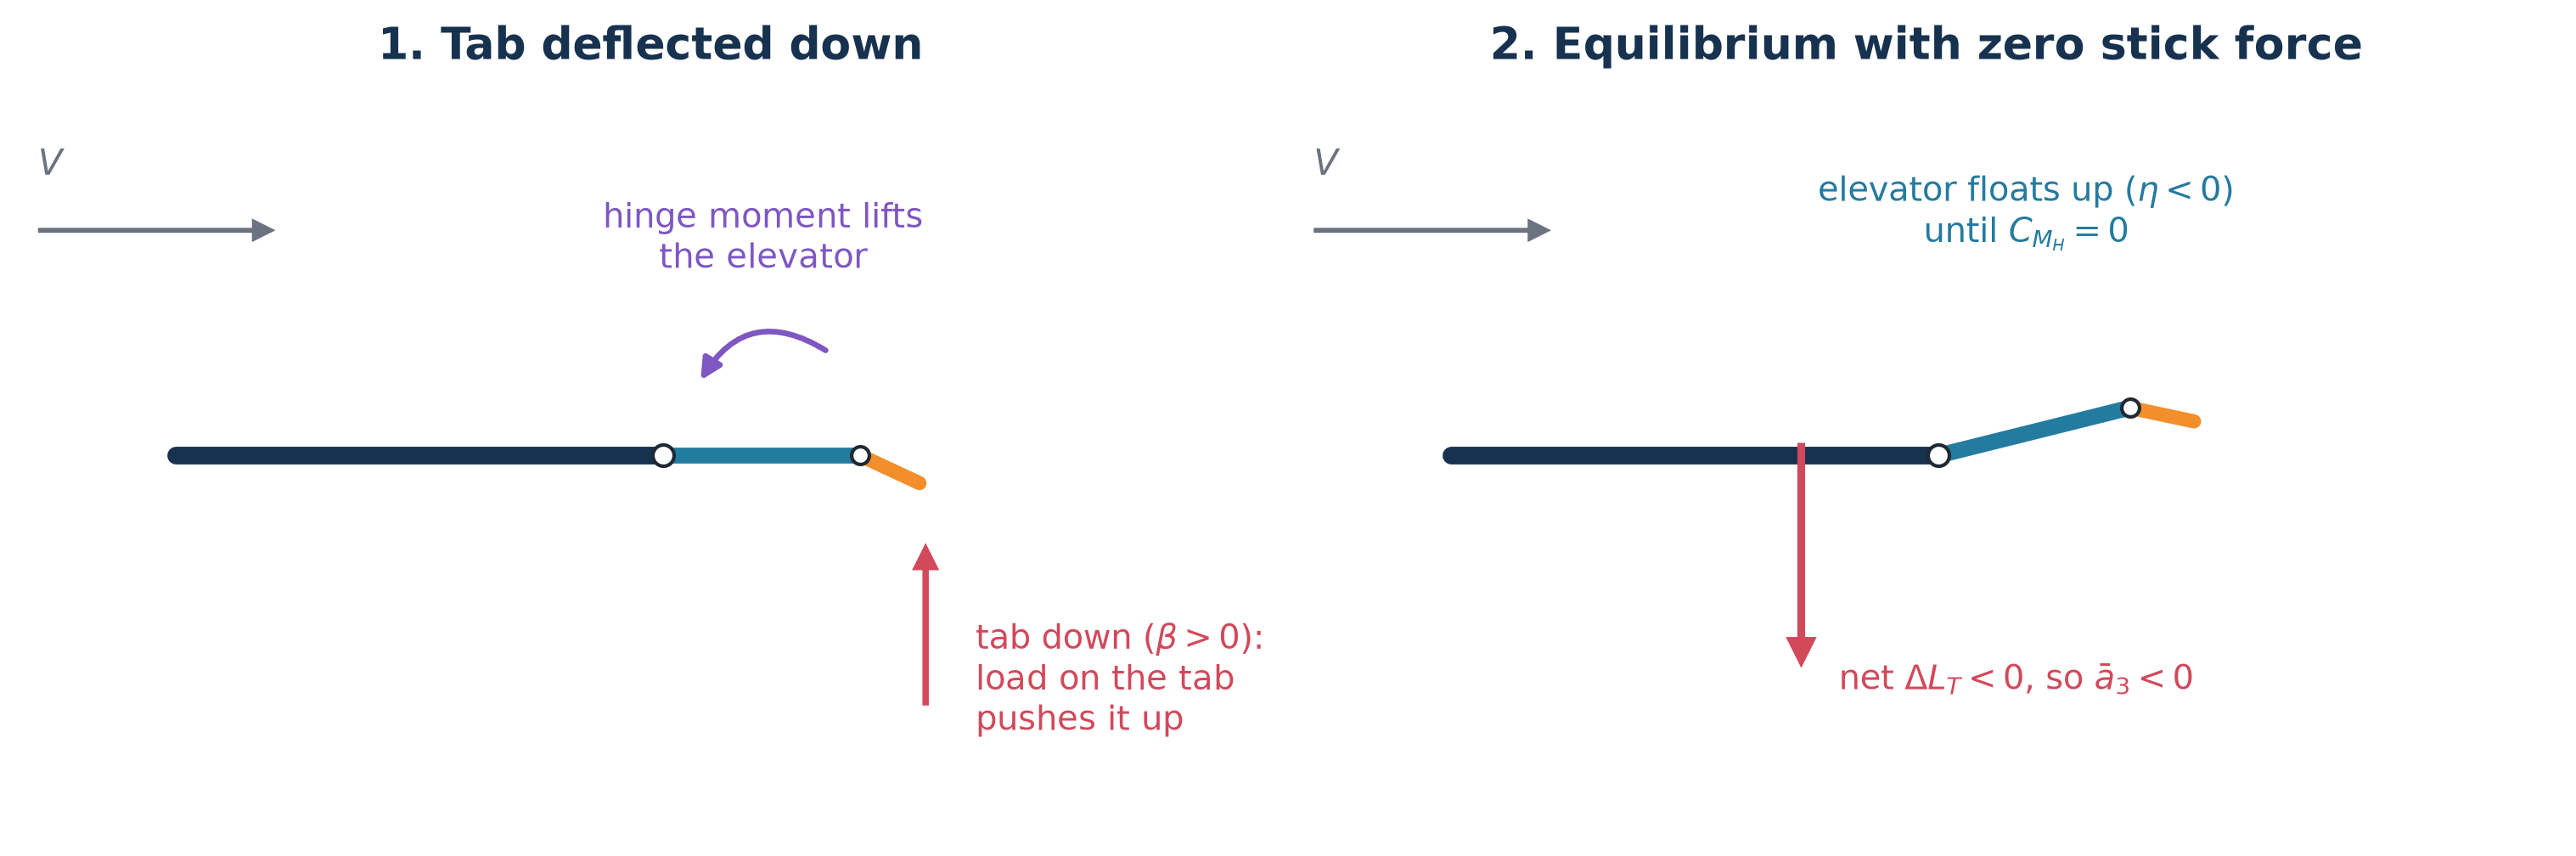 1. Tab deflected down
V
hinge moment lifts
the elevator
tab down (β > 0):
load on the tab
pushes it up
2. Equilibrium with zero stick force
V
elevator floats up (η < 0)
until C_{M_H} = 0
net ΔL_T < 0, so ā₃ < 0